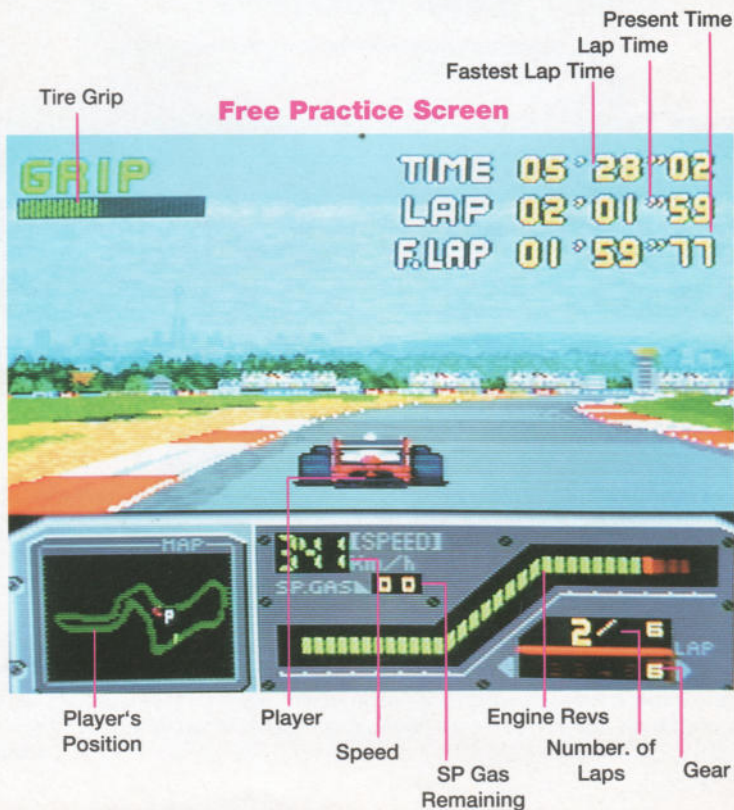 Present Time
Lap Time
Fastest Lap Time
Tire Grip
Free Practice Screen
GRIP
TIME 05'28"02
LAP 02'01"59
F.LAP 01'59"77
MAP
P
341 [SPEED]
km/h
SP.GAS 00
2/6
LAP
6
Player's
Position
Player
Speed
SP Gas
Remaining
Engine Revs
Number. of
Laps
Gear